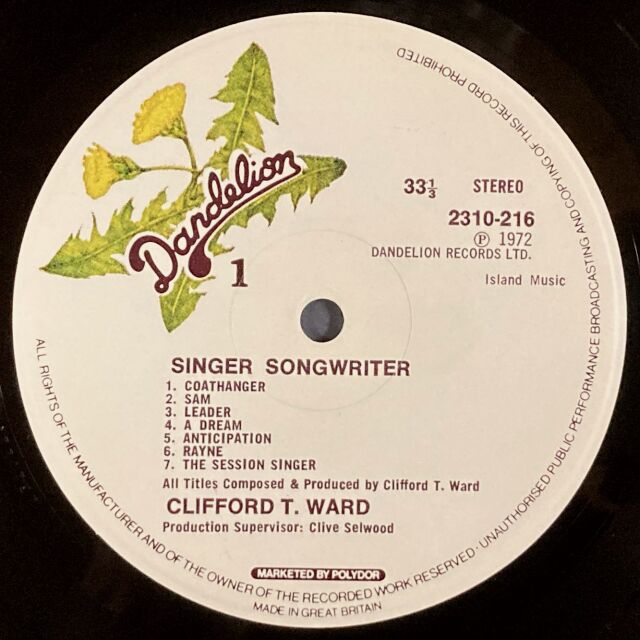 Dandelion
1
33⅓ STEREO
2310-216
Ⓟ 1972
DANDELION RECORDS LTD.
Island Music
SINGER SONGWRITER
1. COATHANGER
2. SAM
3. LEADER
4. A DREAM
5. ANTICIPATION
6. RAYNE
7. THE SESSION SINGER
All Titles Composed & Produced by Clifford T. Ward
CLIFFORD T. WARD
Production Supervisor: Clive Selwood
MARKETED BY POLYDOR
ALL RIGHTS OF THE MANUFACTURER AND OF THE OWNER OF THE RECORDED WORK RESERVED · UNAUTHORISED PUBLIC PERFORMANCE BROADCASTING AND COPYING OF THIS RECORD PROHIBITED
MADE IN GREAT BRITAIN